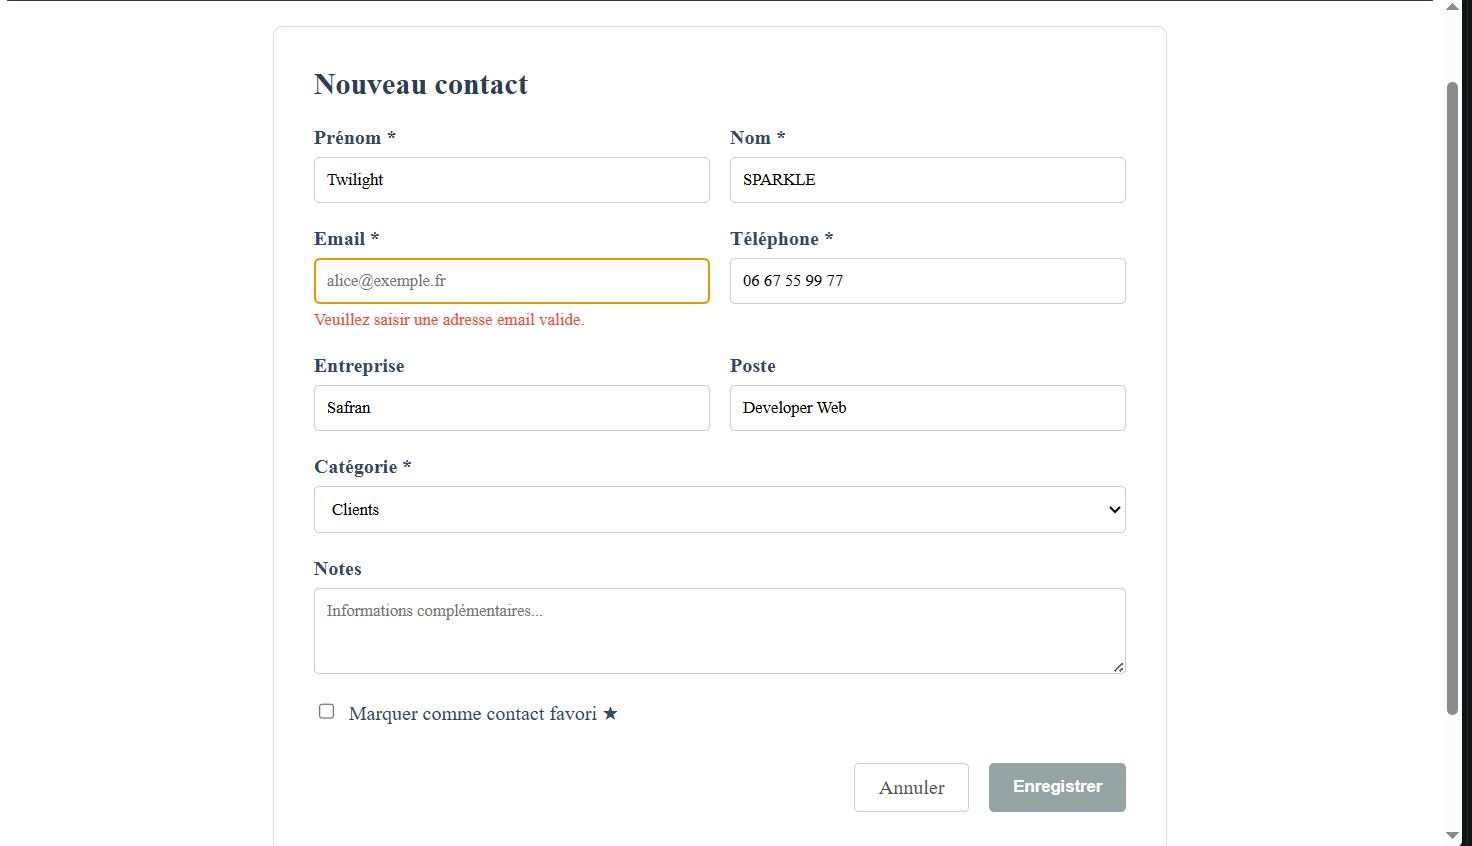 Nouveau contact
Prénom * Nom *
Twilight SPARKLE
Email * Téléphone *
alice@exemple.fr 06 67 55 99 77
Veuillez saisir une adresse email valide.
Entreprise Poste
Safran Developer Web
Catégorie *
Clients
Notes
Informations complémentaires...
Marquer comme contact favori ★
Annuler Enregistrer